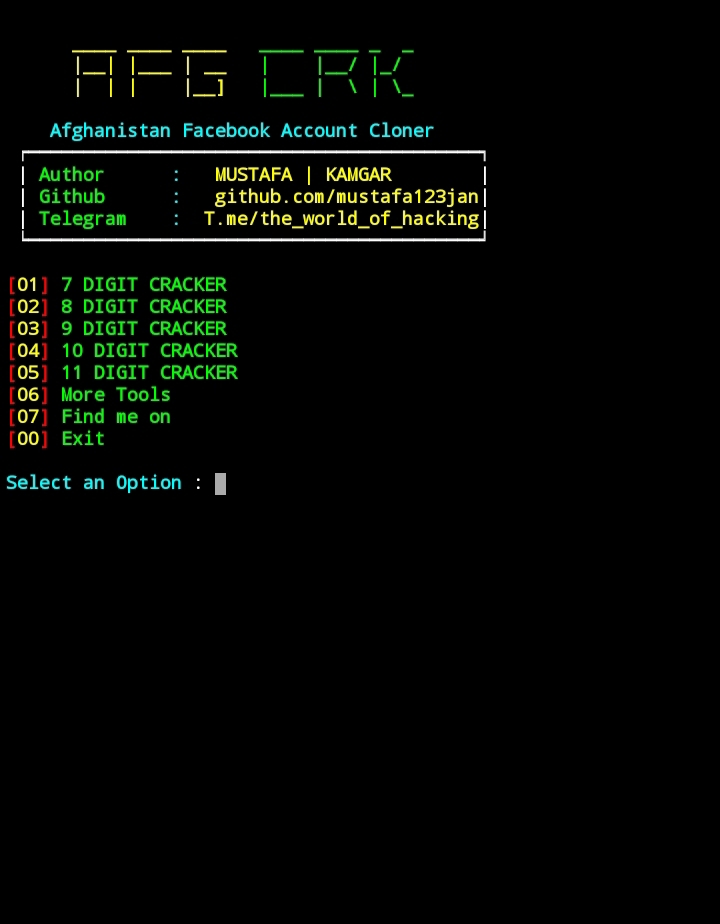 AFG CRK
Afghanistan Facebook Account Cloner
Author : MUSTAFA | KAMGAR
Github : github.com/mustafa123jan
Telegram : T.me/the_world_of_hacking
[01] 7 DIGIT CRACKER
[02] 8 DIGIT CRACKER
[03] 9 DIGIT CRACKER
[04] 10 DIGIT CRACKER
[05] 11 DIGIT CRACKER
[06] More Tools
[07] Find me on
[00] Exit
Select an Option :